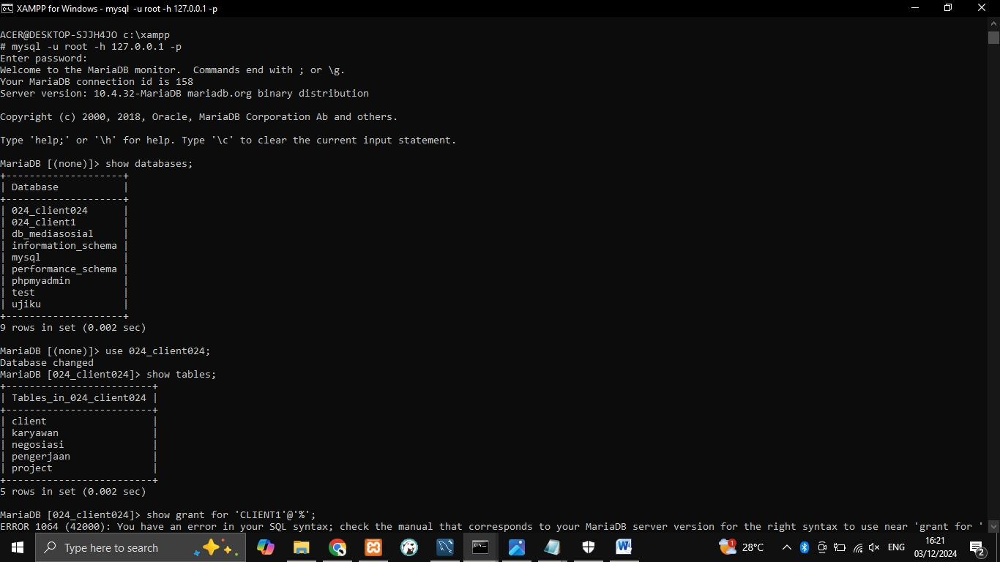 XAMPP for Windows - mysql -u root -h 127.0.0.1 -p
ACER@DESKTOP-SJJH4JO c:\xampp
# mysql -u root -h 127.0.0.1 -p
Enter password:
Welcome to the MariaDB monitor.  Commands end with ; or \g.
Your MariaDB connection id is 158
Server version: 10.4.32-MariaDB mariadb.org binary distribution
Copyright (c) 2000, 2018, Oracle, MariaDB Corporation Ab and others.
Type 'help;' or '\h' for help. Type '\c' to clear the current input statement.
MariaDB [(none)]> show databases;
+--------------------+
| Database           |
+--------------------+
| 024_client024      |
| 024_client1        |
| db_mediasosial     |
| information_schema |
| mysql              |
| performance_schema |
| phpmyadmin         |
| test               |
| ujiku              |
+--------------------+
9 rows in set (0.002 sec)
MariaDB [(none)]> use 024_client024;
Database changed
MariaDB [024_client024]> show tables;
+-------------------------+
| Tables_in_024_client024 |
+-------------------------+
| client                  |
| karyawan                |
| negosiasi               |
| pengerjaan              |
| project                 |
+-------------------------+
5 rows in set (0.002 sec)
MariaDB [024_client024]> show grant for 'CLIENT1'@'%';
ERROR 1064 (42000): You have an error in your SQL syntax; check the manual that corresponds to your MariaDB server version for the right syntax to use near 'grant for '
Type here to search
1
28°C
ENG
16:21
03/12/2024
2